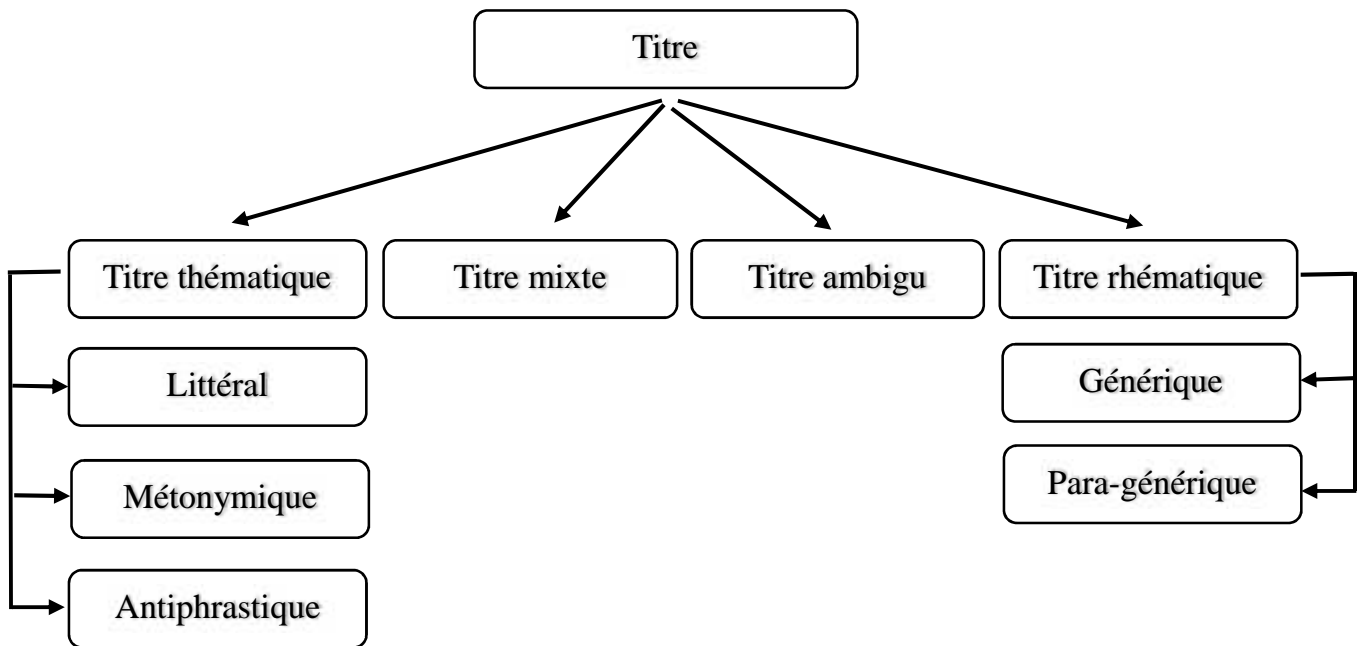 Titre
Titre thématique
Titre mixte
Titre ambigu
Titre rhématique
Littéral
Générique
Métonymique
Para-générique
Antiphrastique